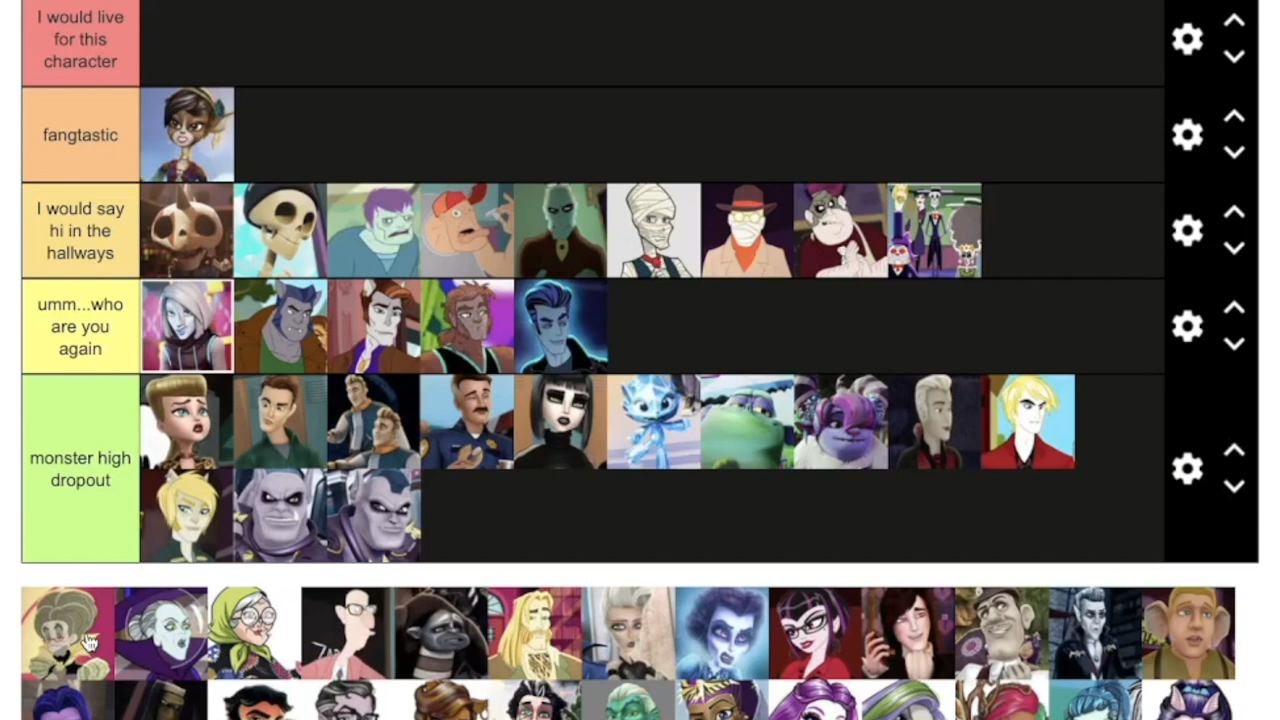 I would live
for this
character
fangtastic
I would say
hi in the
hallways
umm...who
are you
again
monster high
dropout